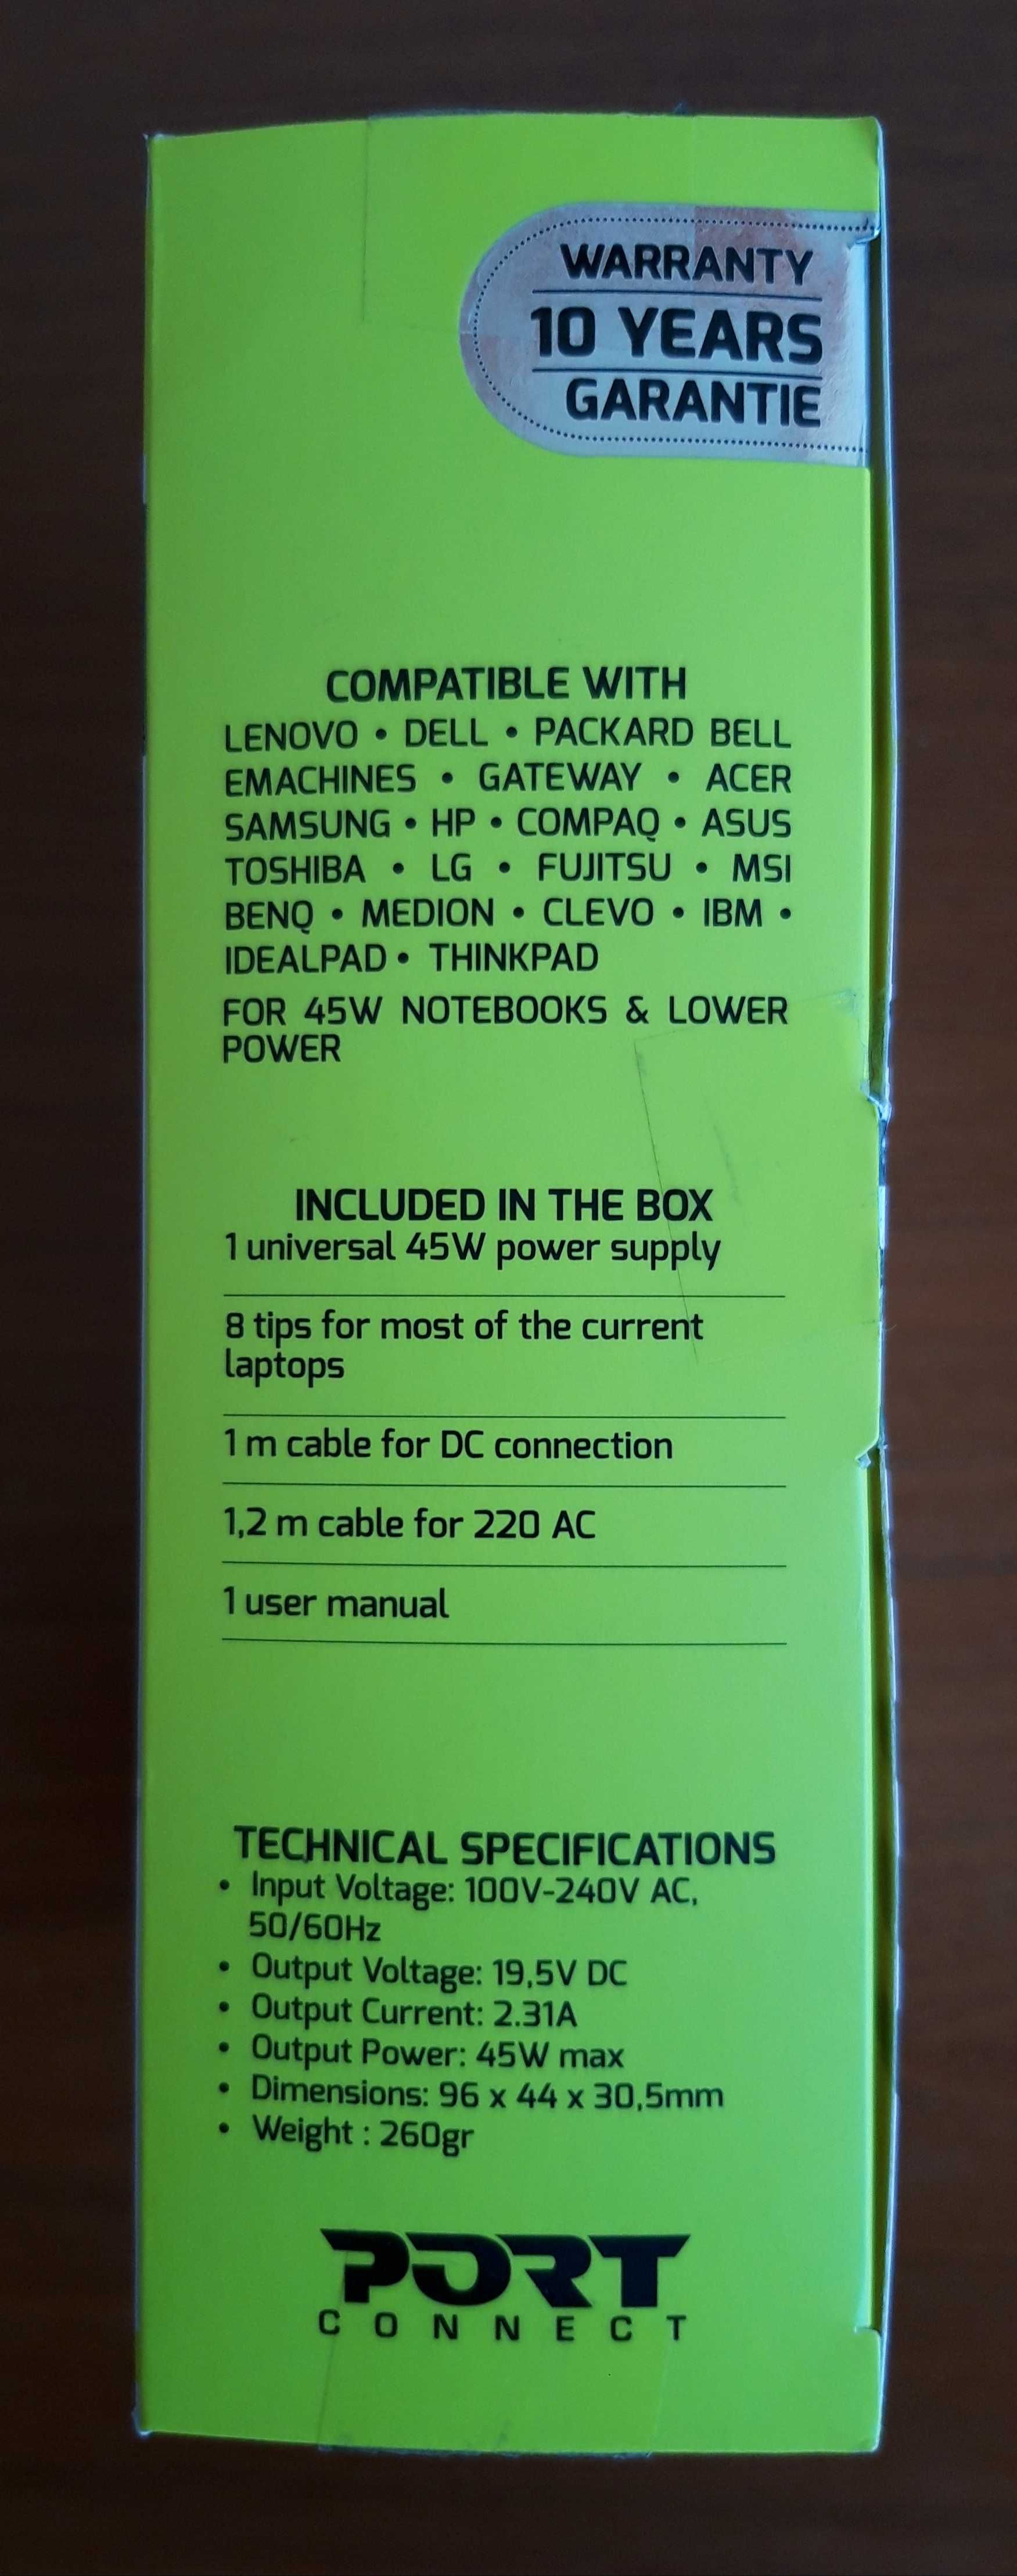 WARRANTY
10 YEARS
GARANTIE
COMPATIBLE WITH
LENOVO • DELL • PACKARD BELL
EMACHINES • GATEWAY • ACER
SAMSUNG • HP • COMPAQ • ASUS
TOSHIBA • LG • FUJITSU • MSI
BENQ • MEDION • CLEVO • IBM •
IDEALPAD • THINKPAD
FOR 45W NOTEBOOKS & LOWER
POWER
INCLUDED IN THE BOX
1 universal 45W power supply
8 tips for most of the current
laptops
1 m cable for DC connection
1,2 m cable for 220 AC
1 user manual
TECHNICAL SPECIFICATIONS
• Input Voltage: 100V-240V AC,
50/60Hz
• Output Voltage: 19,5V DC
• Output Current: 2.31A
• Output Power: 45W max
• Dimensions: 96 x 44 x 30,5mm
• Weight : 260gr
PORT
CONNECT